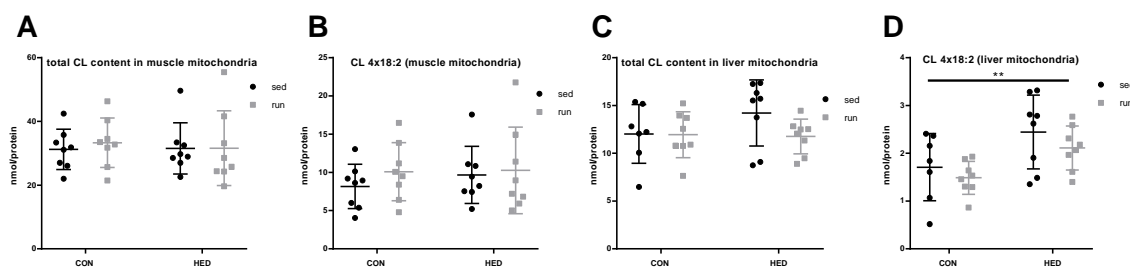 A
total CL content in muscle mitochondria
60
40
20
0
nmol/protein
CON
HED
sed
run
B
CL 4x18:2 (muscle mitochondria)
25
20
15
10
5
0
nmol/protein
CON
HED
sed
run
C
total CL content in liver mitochondria
20
15
10
5
0
nmol/protein
CON
HED
sed
run
D
CL 4x18:2 (liver mitochondria)
**
4
3
2
1
0
nmol/protein
CON
HED
sed
run